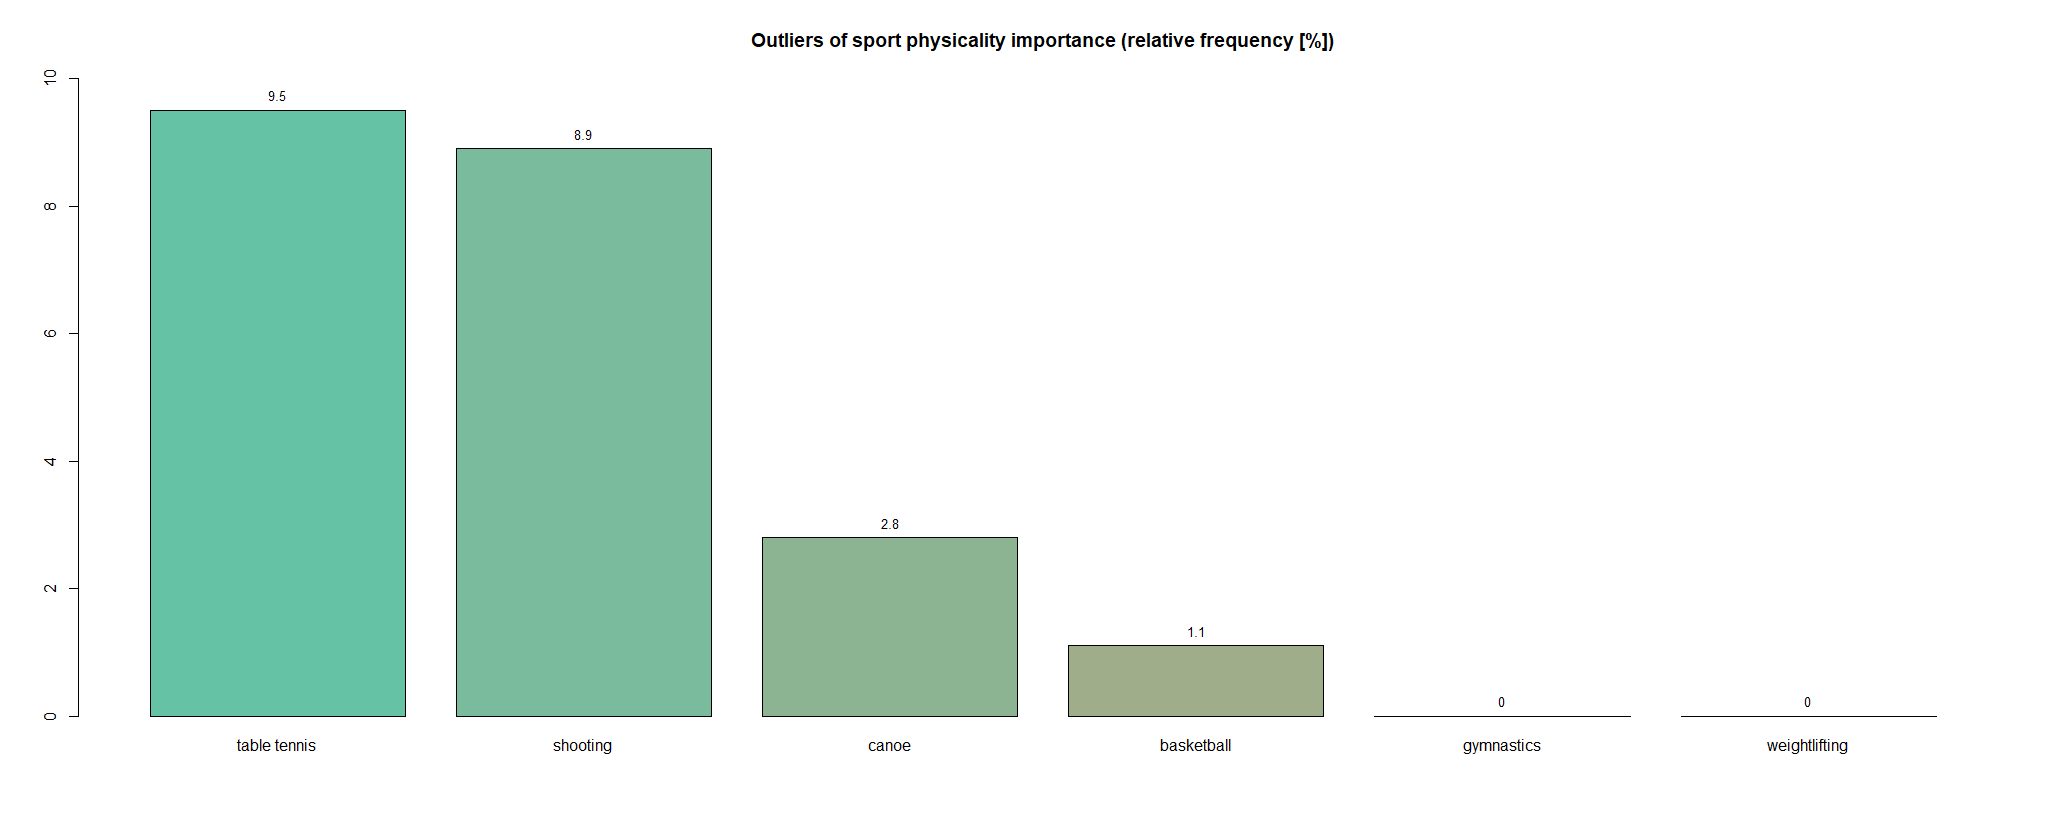 Outliers of sport physicality importance (relative frequency [%])
10
8
6
4
2
0
9.5
8.9
2.8
1.1
0
0
table tennis
shooting
canoe
basketball
gymnastics
weightlifting